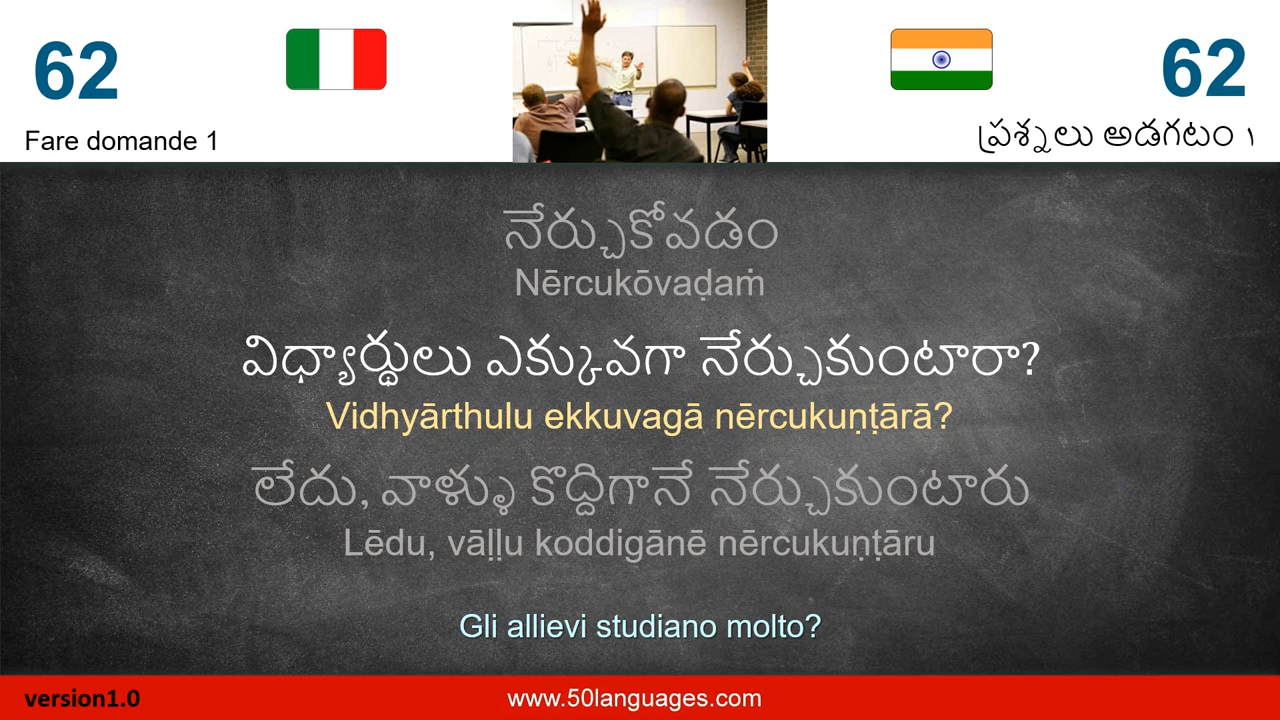 62
62
Fare domande 1
ప్రశ్నలు అడగటం ౧
నేర్చుకోవడం
Nērcukōvaḍaṁ
విధ్యార్థులు ఎక్కువగా నేర్చుకుంటారా?
Vidhyārthulu ekkuvagā nērcukuṇṭārā?
లేదు, వాళ్ళు కొద్దిగానే నేర్చుకుంటారు
Lēdu, vāḷḷu koddigānē nērcukuṇṭāru
Gli allievi studiano molto?
version1.0
www.50languages.com